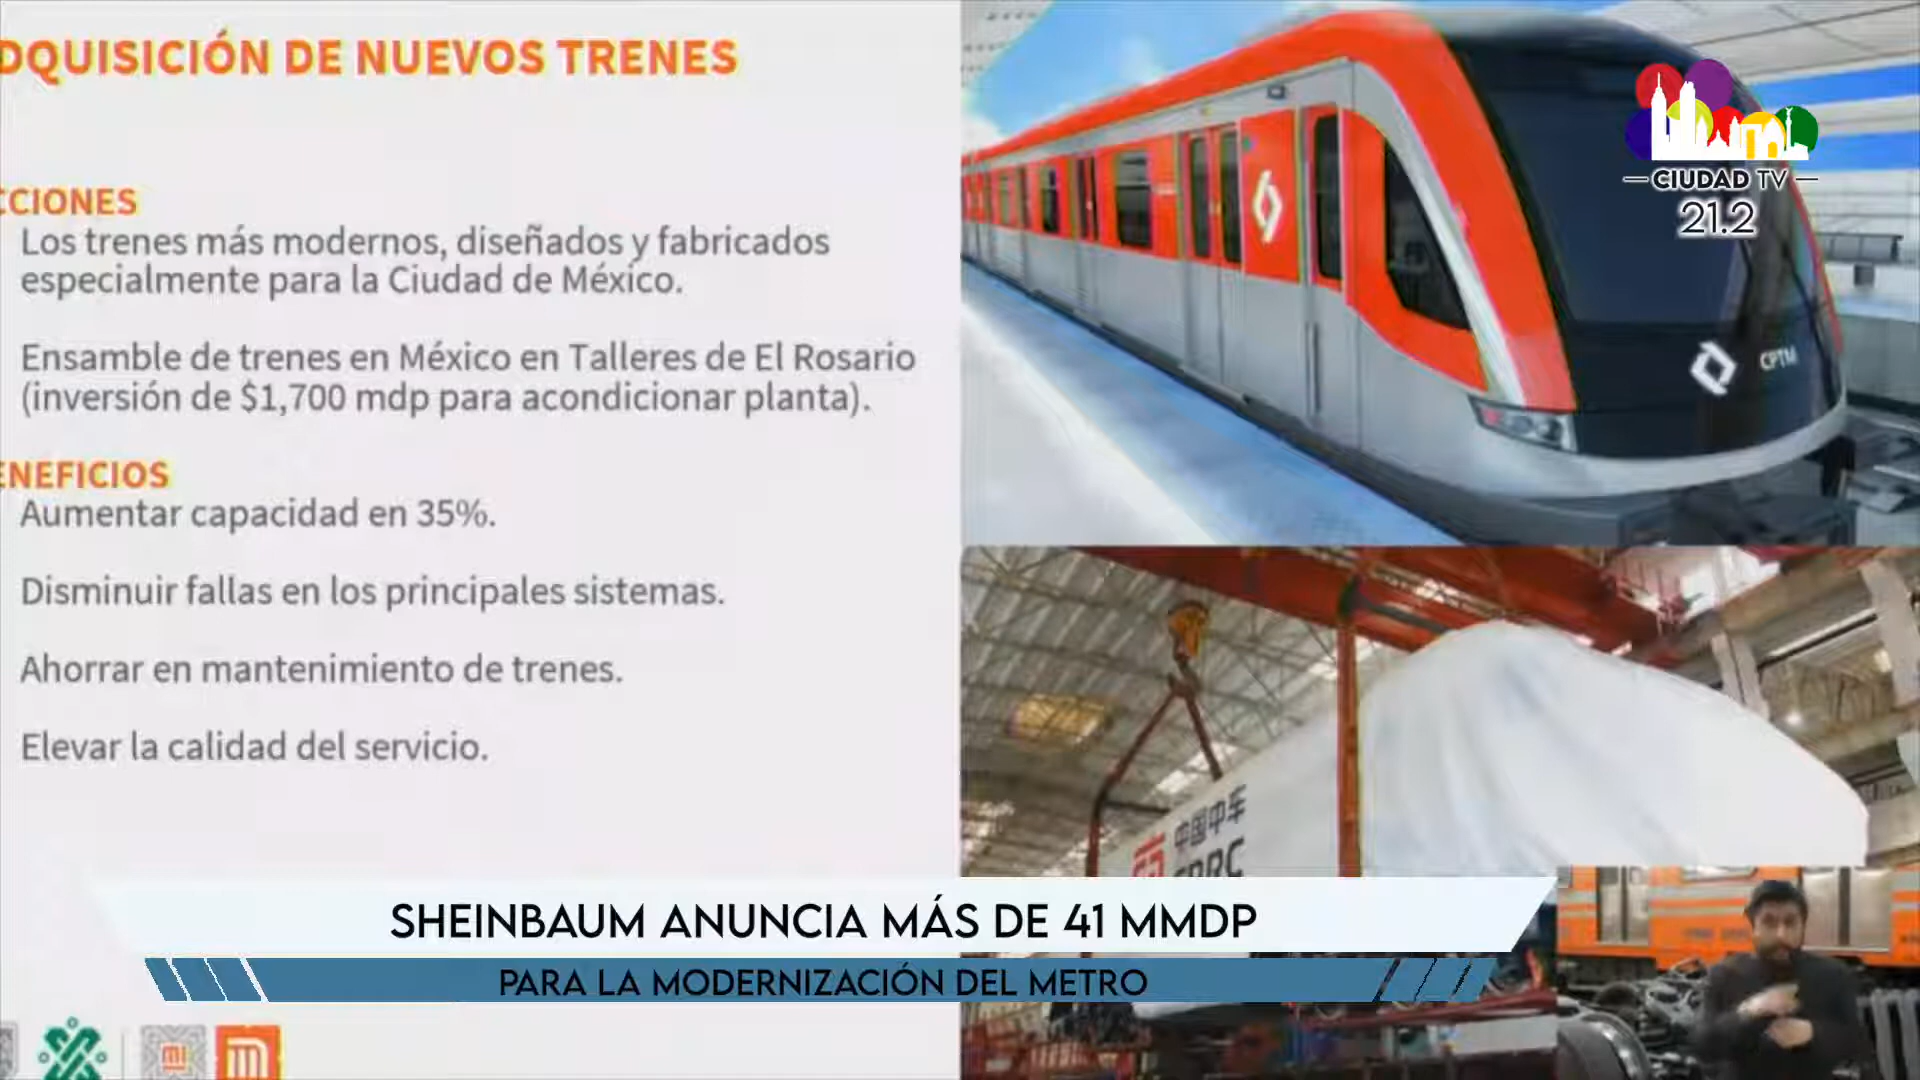 DQUISICIÓN DE NUEVOS TRENES
CCIONES
Los trenes más modernos, diseñados y fabricados
especialmente para la Ciudad de México.
Ensamble de trenes en México en Talleres de El Rosario
(inversión de $1,700 mdp para acondicionar planta).
ENEFICIOS
Aumentar capacidad en 35%.
Disminuir fallas en los principales sistemas.
Ahorrar en mantenimiento de trenes.
Elevar la calidad del servicio.
CIUDAD TV
21.2
CPTM
中国中车
CRRC
SHEINBAUM ANUNCIA MÁS DE 41 MMDP
PARA LA MODERNIZACIÓN DEL METRO
MI